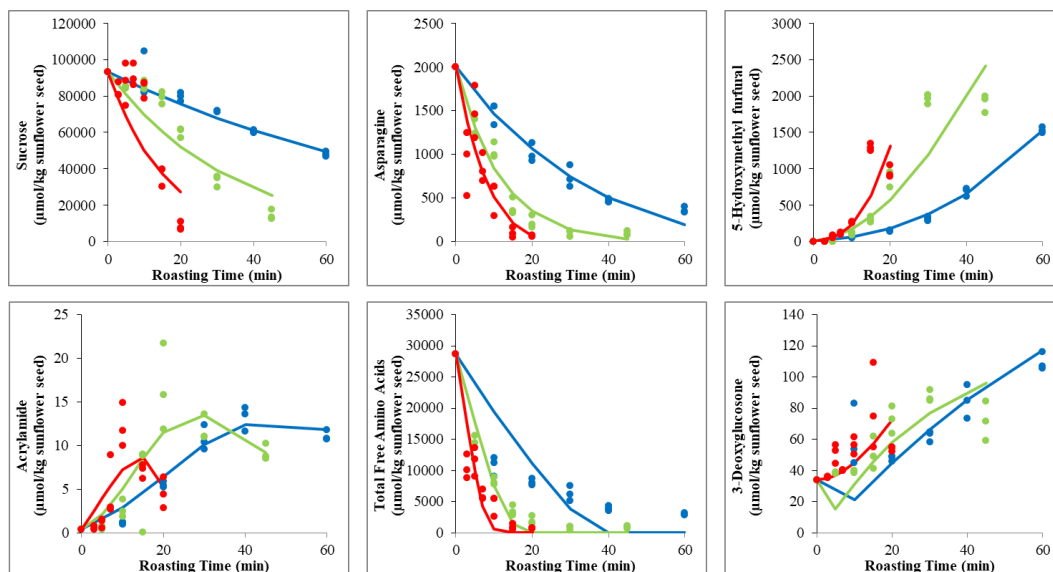 Sucrose
(µmol/kg sunflower seed)
120000
100000
80000
60000
40000
20000
0
0 20 40 60
Roasting Time (min)
Asparagine
(µmol/kg sunflower seed)
2500
2000
1500
1000
500
0
0 20 40 60
Roasting Time (min)
5-Hydroxymethyl furfural
(µmol/kg sunflower seed)
3000
2500
2000
1500
1000
500
0
0 20 40 60
Roasting Time (min)
Acrylamide
(µmol/kg sunflower seed)
25
20
15
10
5
0
0 20 40 60
Roasting Time (min)
Total Free Amino Acids
(µmol/kg sunflower seed)
35000
30000
25000
20000
15000
10000
5000
0
0 20 40 60
Roasting Time (min)
3-Deoxyglucosone
(µmol/kg sunflower seed)
140
120
100
80
60
40
20
0
0 20 40 60
Roasting Time (min)